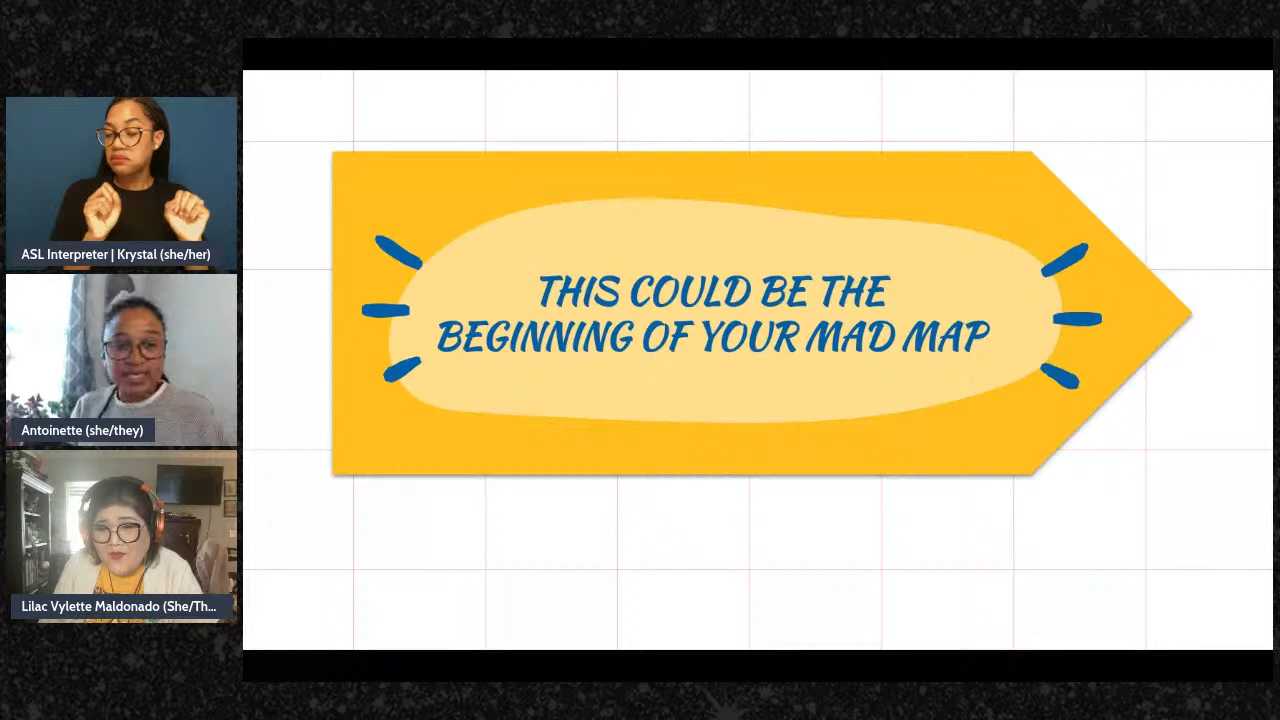 ASL Interpreter | Krystal (she/her)
Antoinette (she/they)
Lilac Vylette Maldonado (She/Th...
THIS COULD BE THE
BEGINNING OF YOUR MAD MAP